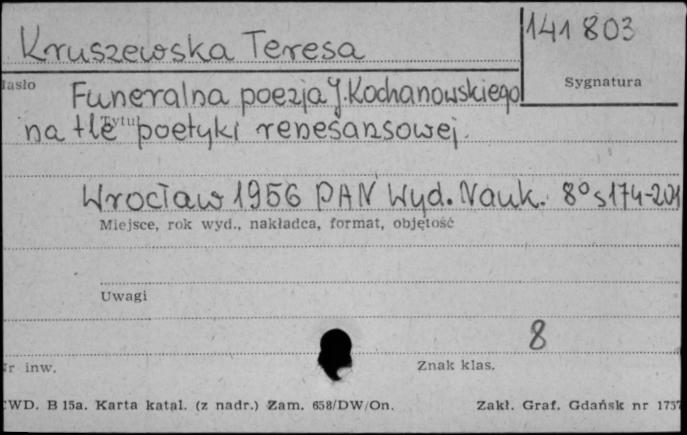 Kruszewska Teresa
141 803
Hasło
Sygnatura
Funeralna poezja J. Kochanowskiego
Tytuł
na tle poetyki renesansowej.
Wrocław 1956 PAN Wyd. Nauk. 8° s 174-201
Miejsce, rok wyd., nakładca, format, objętość
Uwagi
8
Nr inw.
Znak klas.
CWD. B 15a. Karta katal. (z nadr.) Zam. 658/DW/On.
Zakł. Graf. Gdańsk nr 1757